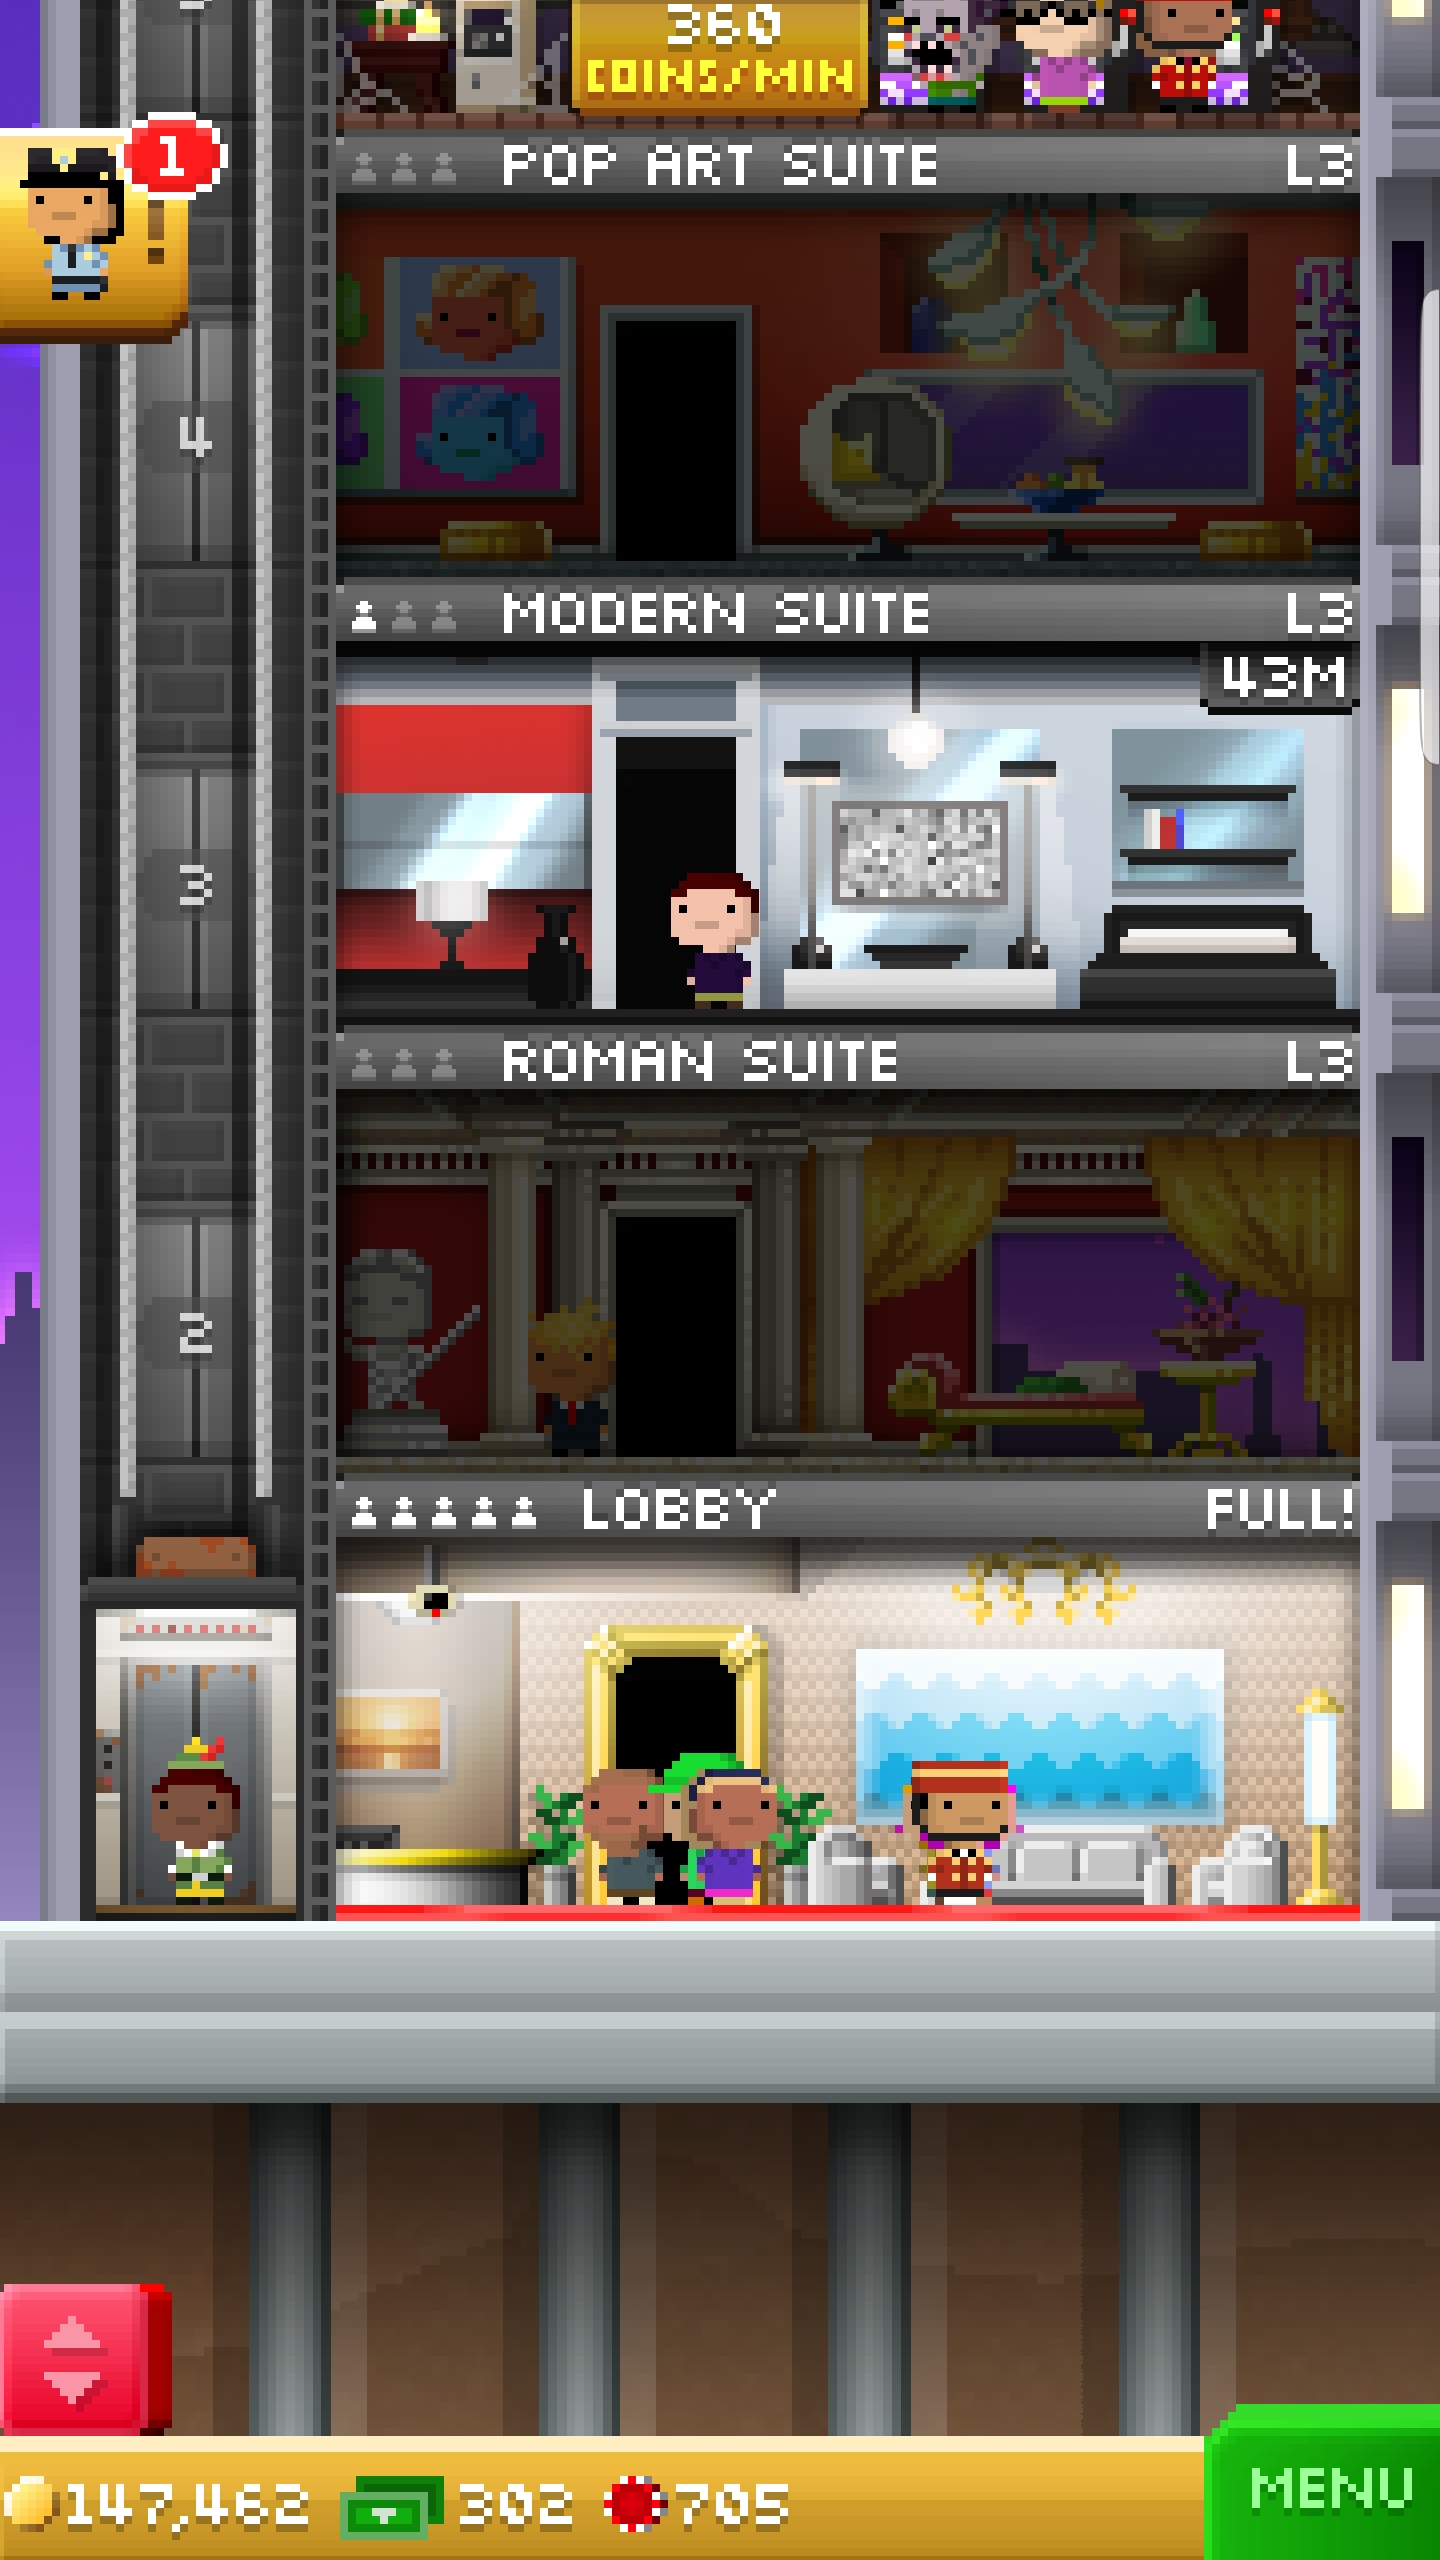 360
COINS/MIN
1
!
POP ART SUITE L3
4
MODERN SUITE L3
43M
3
ROMAN SUITE L3
2
LOBBY FULL!
147,462 302 705
MENU